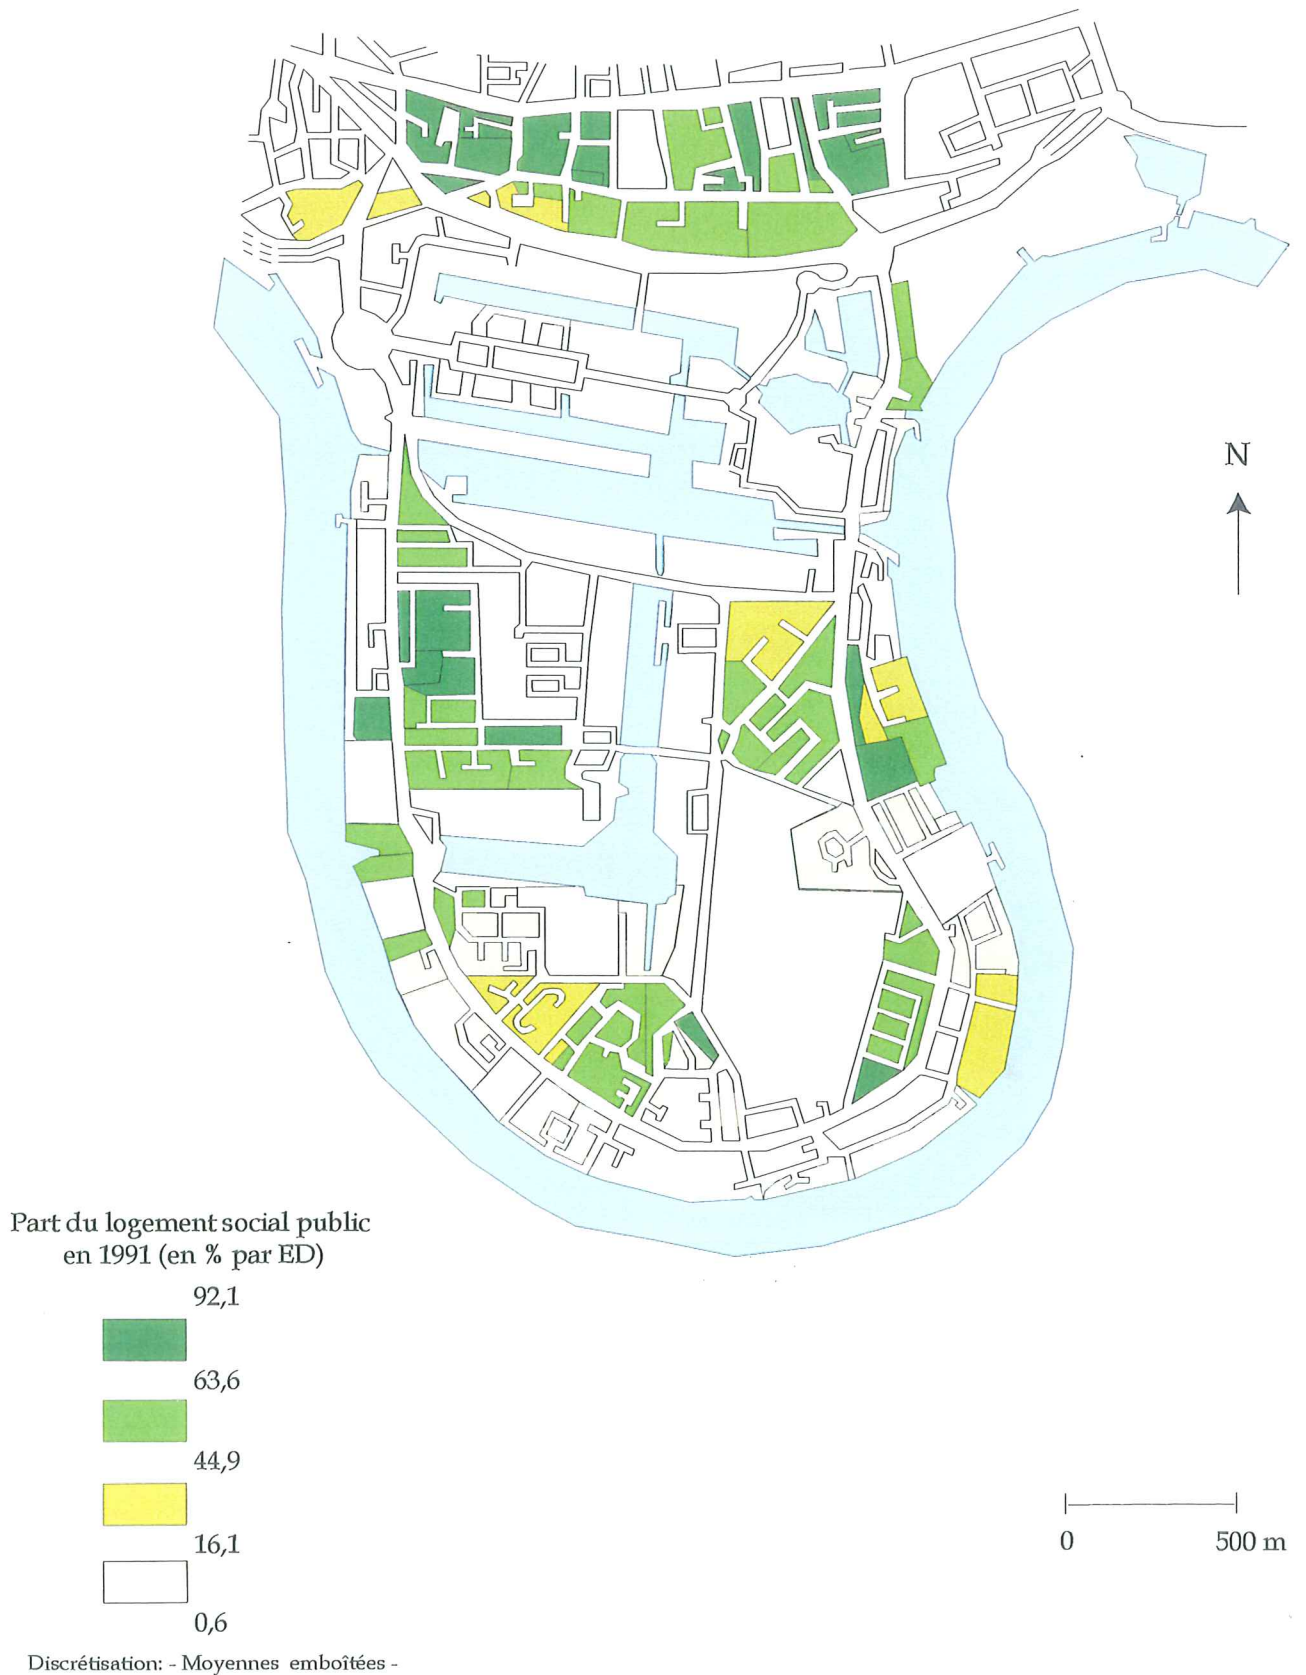 N
Part du logement social public
en 1991 (en % par ED)
92,1
63,6
44,9
16,1
0,6
Discrétisation: - Moyennes emboîtées -
0 500 m